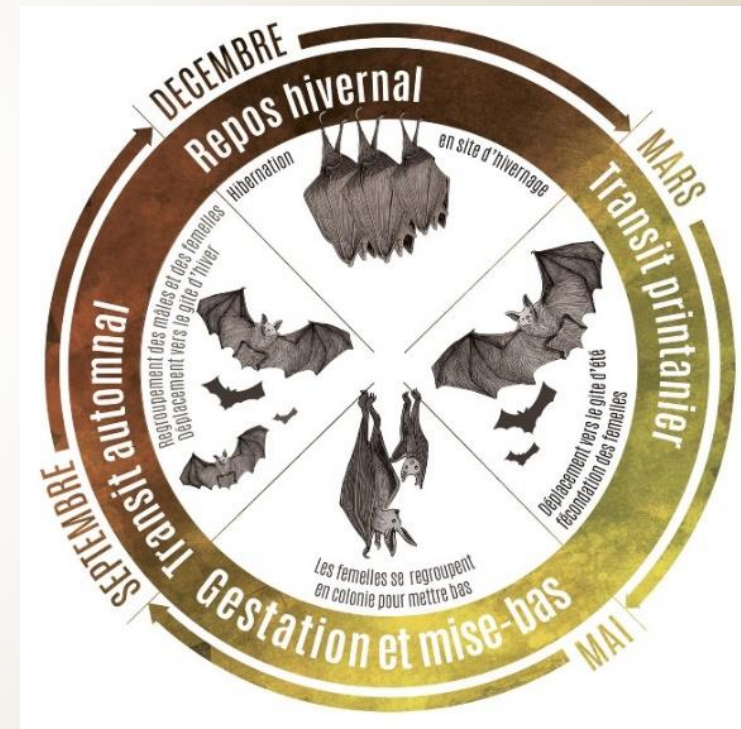 DECEMBRE
Repos hivernal
Hibernation
en site d'hivernage
MARS
Transit printanier
Déplacement vers le gite d'été
fécondation des femelles
MAI
Gestation et mise-bas
Les femelles se regroupent
en colonie pour mettre bas
SEPTEMBRE
Transit automnal
Regroupement des mâles et des femelles
Déplacement vers le gite d'hiver